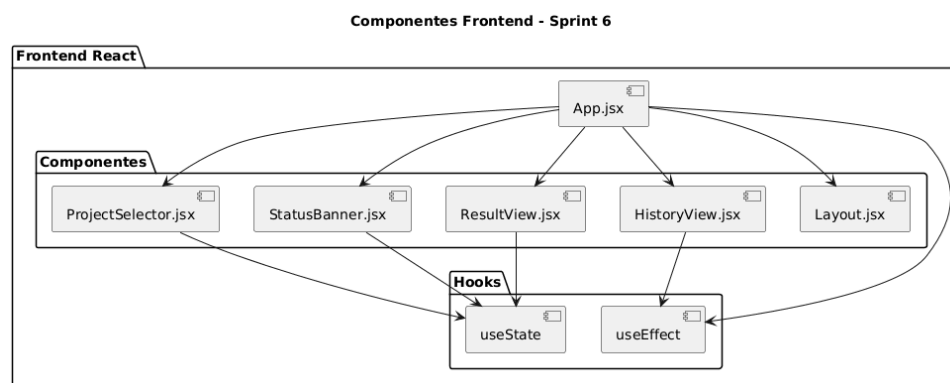 Componentes Frontend - Sprint 6
Frontend React
App.jsx
Componentes
ProjectSelector.jsx
StatusBanner.jsx
ResultView.jsx
HistoryView.jsx
Layout.jsx
Hooks
useState
useEffect